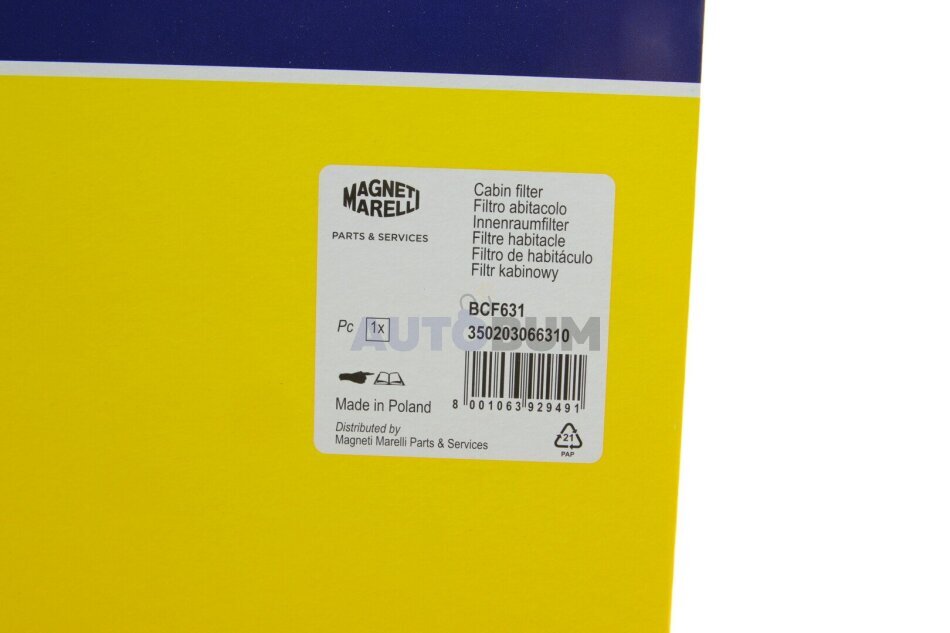 MAGNETI
MARELLI
PARTS & SERVICES
Cabin filter
Filtro abitacolo
Innenraumfilter
Filtre habitacle
Filtro de habitáculo
Filtr kabinowy
BCF631
350203066310
Pc 1x
AUTODUM
8 001063 929491
Made in Poland
Distributed by
Magneti Marelli Parts & Services
21
PAP